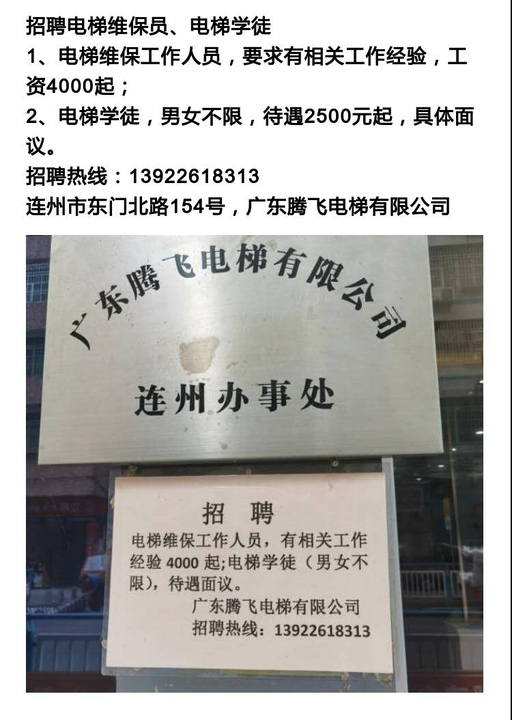 招聘电梯维保员、电梯学徒
1、电梯维保工作人员，要求有相关工作经验，工
资4000起；
2、电梯学徒，男女不限，待遇2500元起，具体面
议。
招聘热线：13922618313
连州市东门北路154号，广东腾飞电梯有限公司
广东腾飞电梯有限公司
连州办事处
招 聘
电梯维保工作人员，有相关工作
经验 4000 起;电梯学徒（男女不
限），待遇面议。
广东腾飞电梯有限公司
招聘热线：13922618313